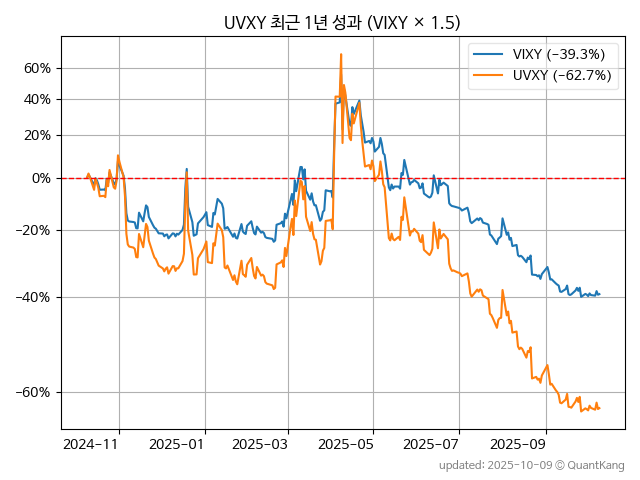 UVXY 최근 1년 성과 (VIXY × 1.5)
VIXY (−39.3%)
UVXY (−62.7%)
60%
40%
20%
0%
−20%
−40%
−60%
2024-11 2025-01 2025-03 2025-05 2025-07 2025-09
updated: 2025-10-09 © QuantKang